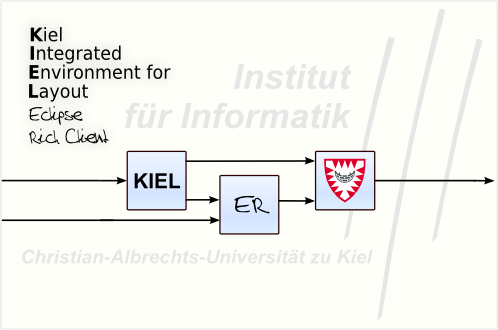 Kiel
Integrated
Environment for
Layout
Eclipse
Rich Client
Institut
für Informatik
KIEL
ER
Christian-Albrechts-Universität zu Kiel